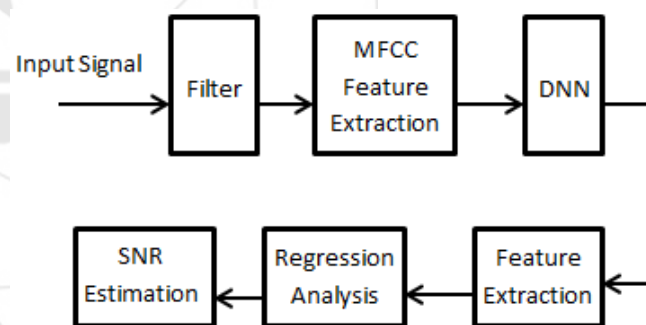 Input Signal
Filter
MFCC
Feature
Extraction
DNN
SNR
Estimation
Regression
Analysis
Feature
Extraction